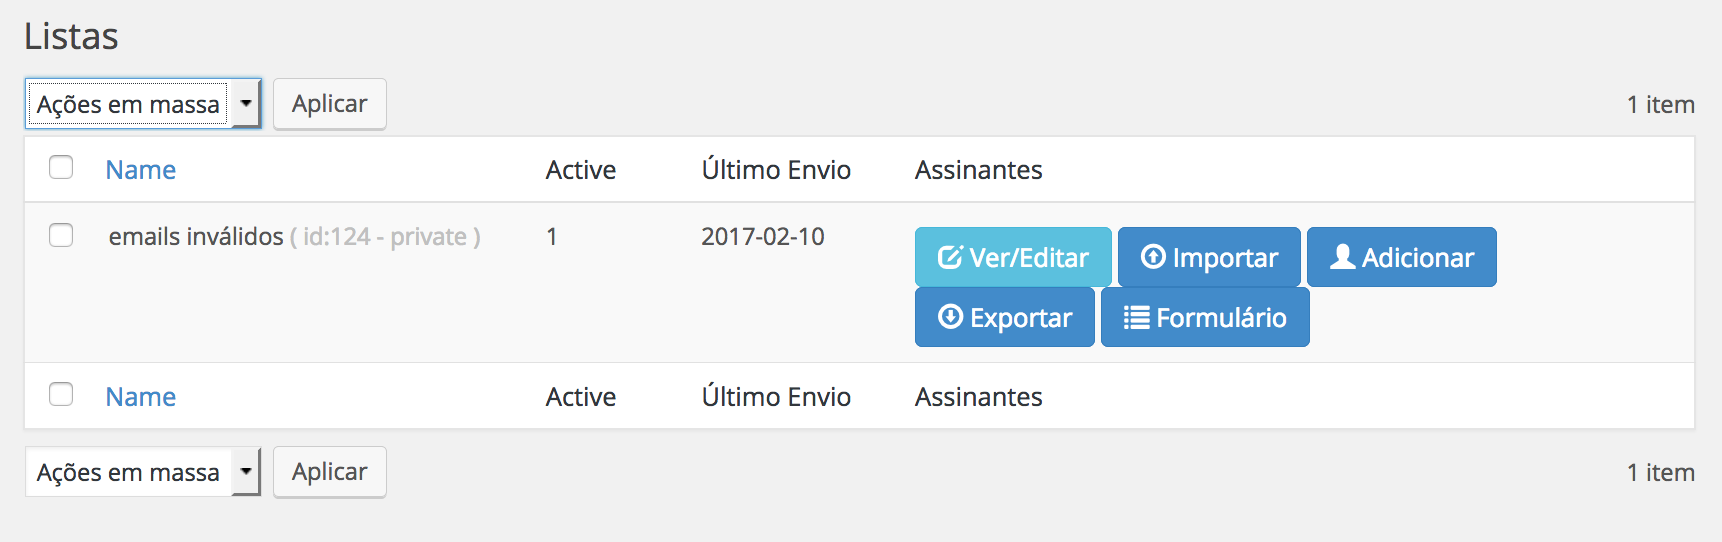 Listas
Ações em massa Aplicar 1 item
Name Active Último Envio Assinantes
emails inválidos ( id:124 - private ) 1 2017-02-10 Ver/Editar Importar Adicionar
Exportar Formulário
Name Active Último Envio Assinantes
Ações em massa Aplicar 1 item